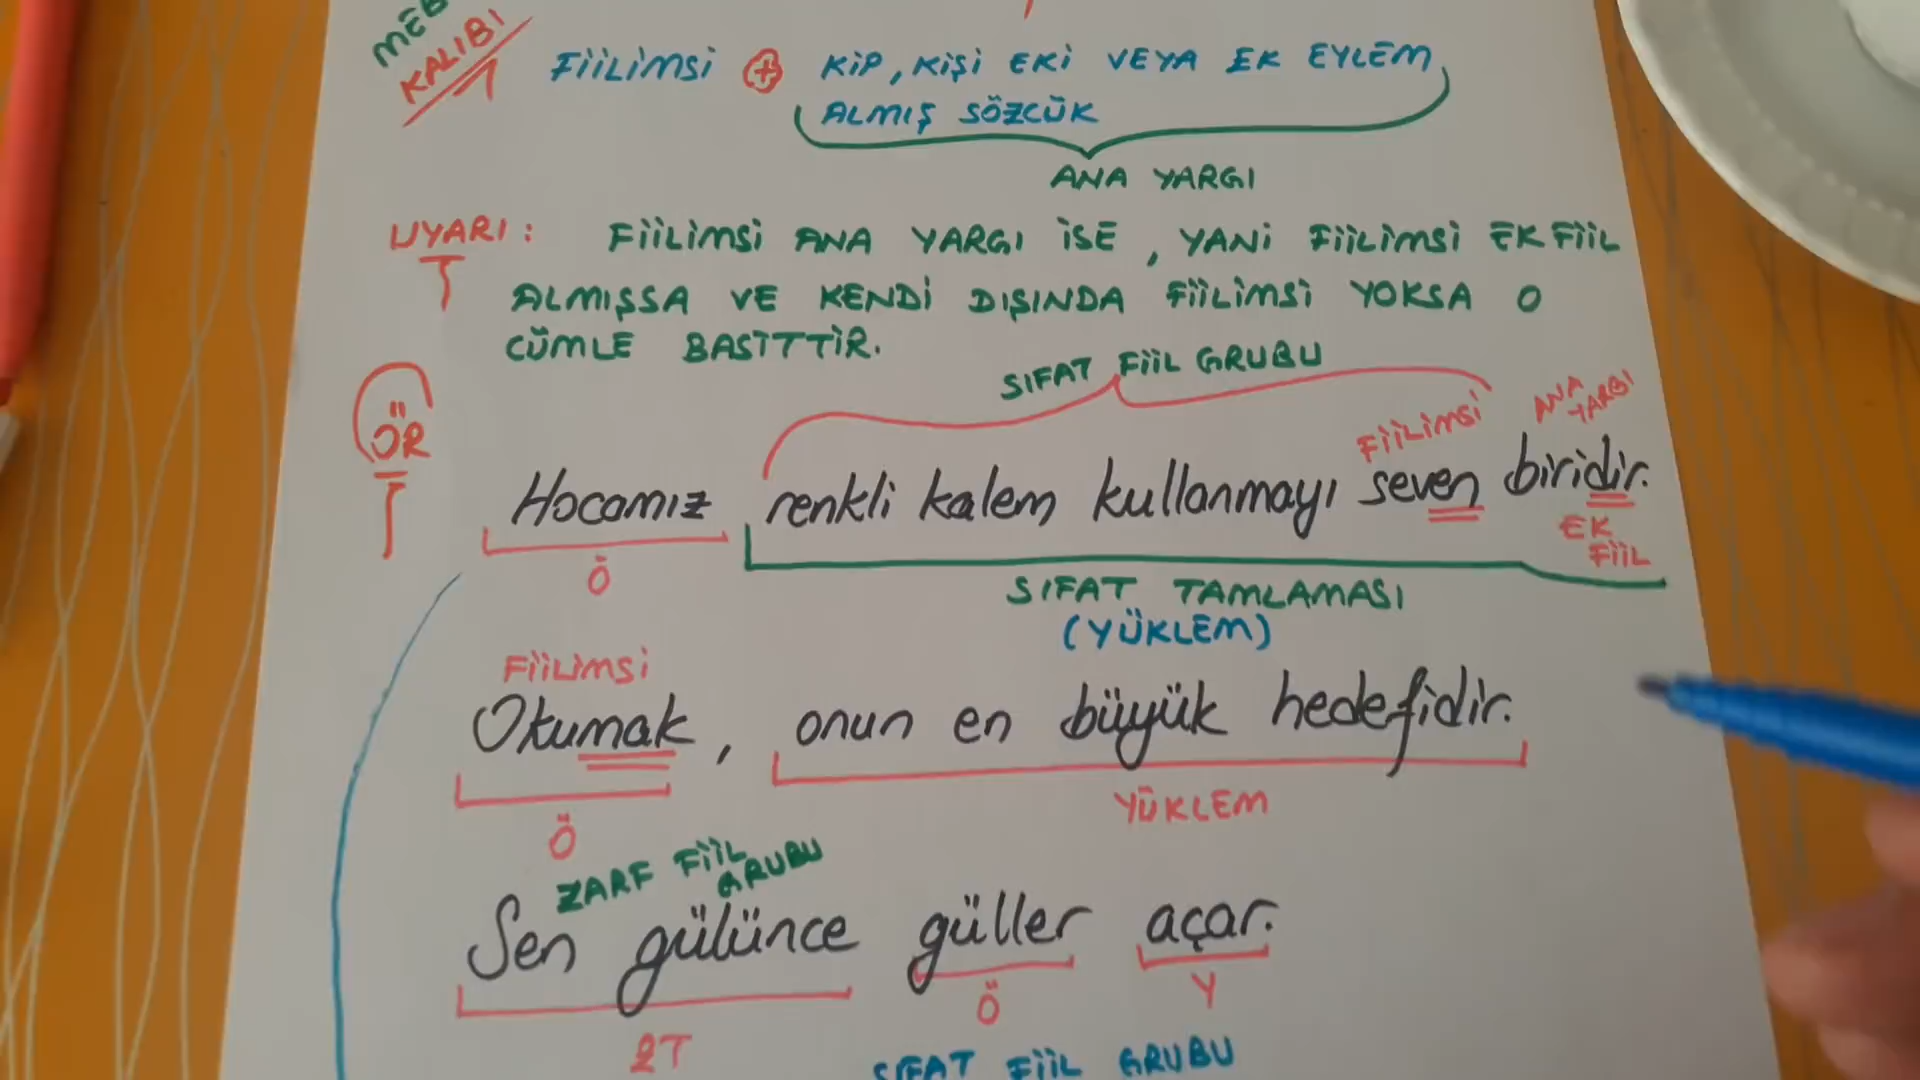 MEB
KALIBI
FİİLİMSİ + KİP, KİŞİ EKİ VEYA EK EYLEM
ALMIŞ SÖZCÜK
ANA YARGI
UYARI: FİİLİMSİ ANA YARGI İSE, YANİ FİİLİMSİ EK FİİL
ALMIŞSA VE KENDİ DIŞINDA FİİLİMSİ YOKSA O
CÜMLE BASİTTİR.
SIFAT FİİL GRUBU
ÖR
FİİLİMSİ
ANA
YARGI
Hocamız renkli kalem kullanmayı seven biridir.
EK
FİİL
Ö
SIFAT TAMLAMASI
(YÜKLEM)
FİİLİMSİ
Okumak, onun en büyük hedefidir.
Ö
YÜKLEM
ZARF FİİL
GRUBU
Sen gülünce güller açar.
ZT
Ö
Y
SIFAT FİİL GRUBU